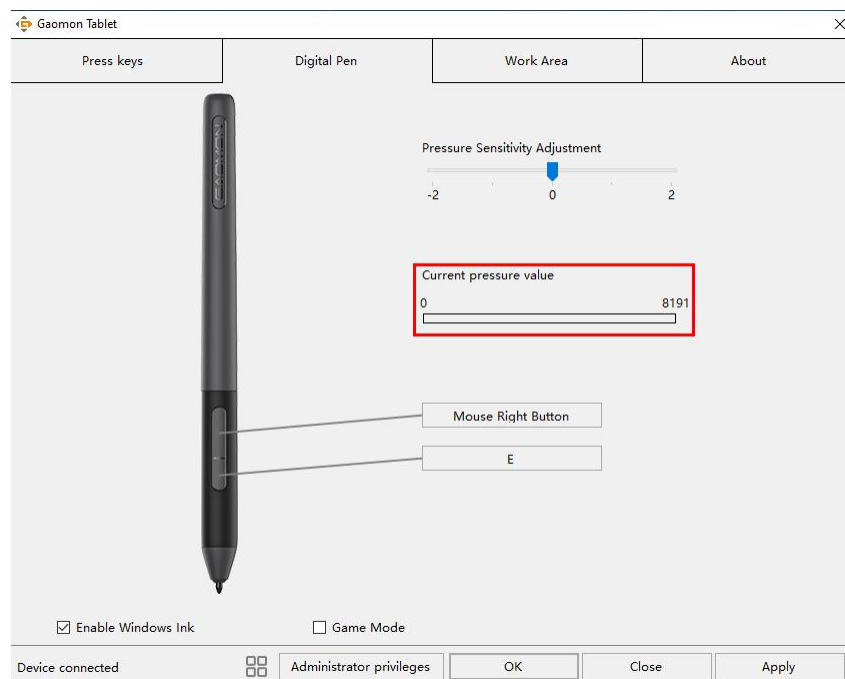 Gaomon Tablet
Press keys
Digital Pen
Work Area
About
GAOMON
Pressure Sensitivity Adjustment
-2 0 2
Current pressure value
0 8191
Mouse Right Button
E
Enable Windows Ink
Game Mode
Device connected
Administrator privileges
OK
Close
Apply